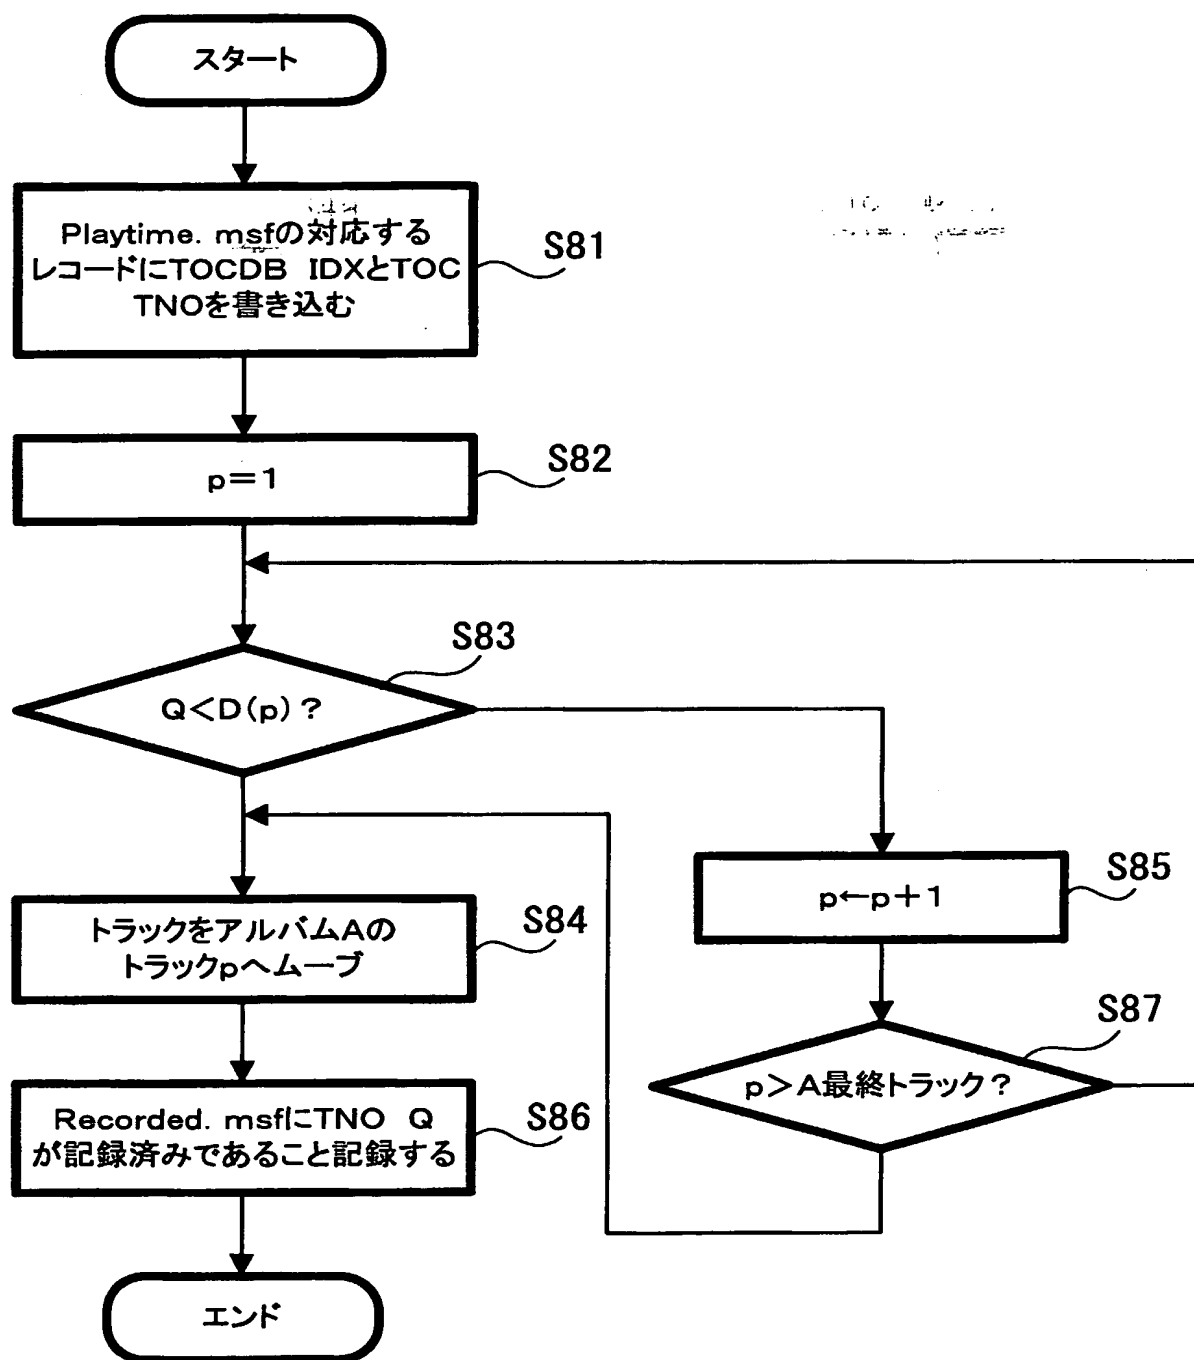 スタート
Playtime. msfの対応する
レコードにTOCDB IDXとTOC
TNOを書き込む
S81
p=1
S82
S83
Q<D(p)?
S85
p←p+1
トラックをアルバムAの
トラックpへムーブ
S84
S87
p>A最終トラック?
Recorded. msfにTNO Q
が記録済みであること記録する
S86
エンド